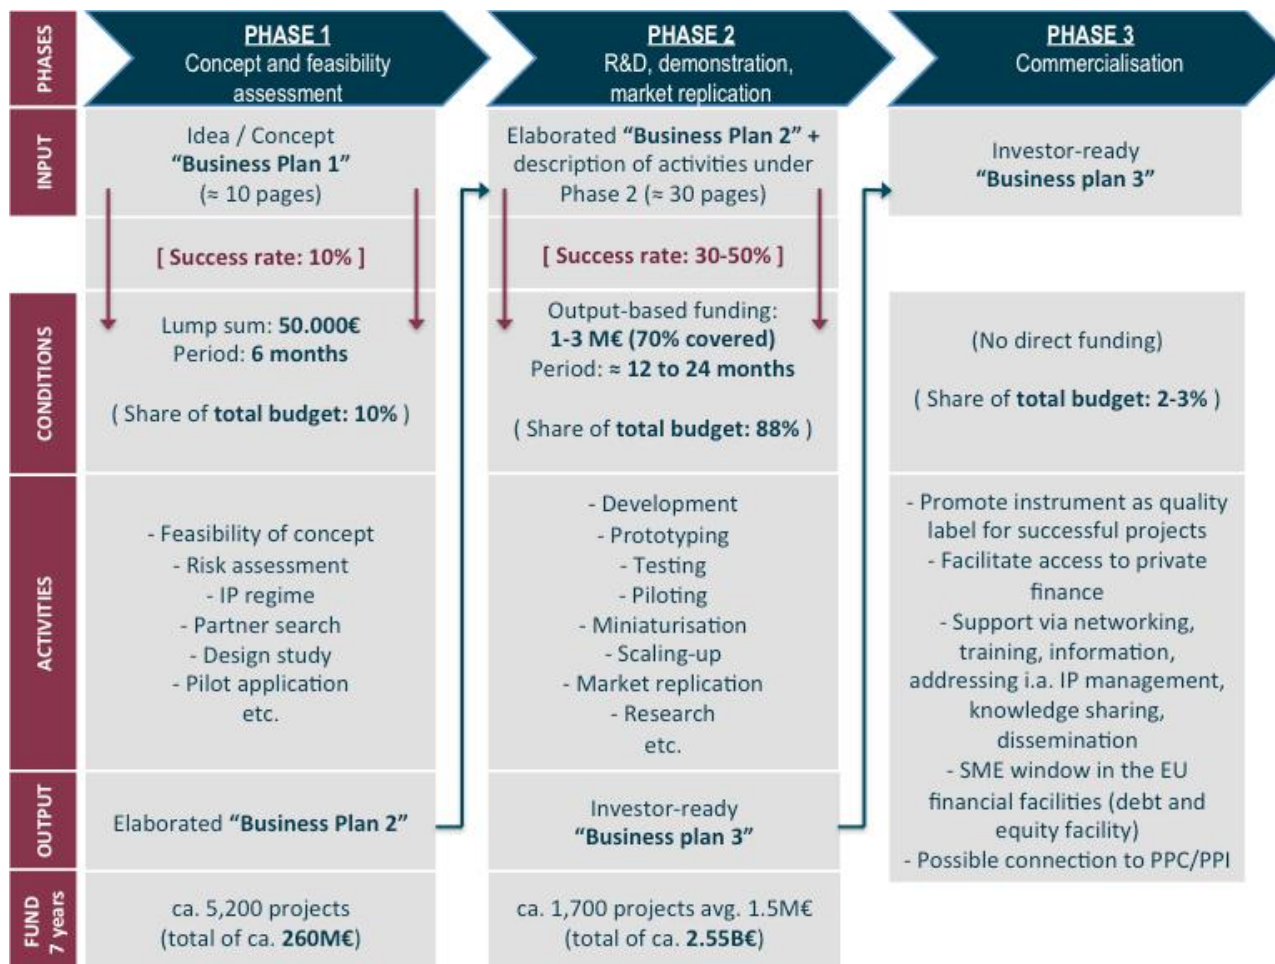 PHASES
PHASE 1
Concept and feasibility
assessment
PHASE 2
R&D, demonstration,
market replication
PHASE 3
Commercialisation
INPUT
Idea / Concept
“Business Plan 1”
(≈ 10 pages)
[ Success rate: 10% ]
Elaborated “Business Plan 2” +
description of activities under
Phase 2 (≈ 30 pages)
[ Success rate: 30-50% ]
Investor-ready
“Business plan 3”
CONDITIONS
Lump sum: 50.000€
Period: 6 months
( Share of total budget: 10% )
Output-based funding:
1-3 M€ (70% covered)
Period: ≈ 12 to 24 months
( Share of total budget: 88% )
(No direct funding)
( Share of total budget: 2-3% )
ACTIVITIES
- Feasibility of concept
- Risk assessment
- IP regime
- Partner search
- Design study
- Pilot application
etc.
- Development
- Prototyping
- Testing
- Piloting
- Miniaturisation
- Scaling-up
- Market replication
- Research
etc.
- Promote instrument as quality
label for successful projects
- Facilitate access to private
finance
- Support via networking,
training, information,
addressing i.a. IP management,
knowledge sharing,
dissemination
- SME window in the EU
financial facilities (debt and
equity facility)
- Possible connection to PPC/PPI
OUTPUT
Elaborated “Business Plan 2”
Investor-ready
“Business plan 3”
FUND
7 years
ca. 5,200 projects
(total of ca. 260M€)
ca. 1,700 projects avg. 1.5M€
(total of ca. 2.55B€)